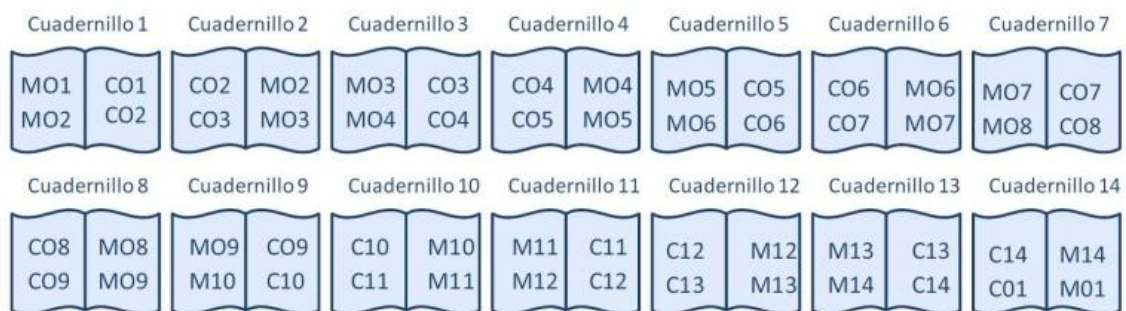 Cuadernillo 1 Cuadernillo 2 Cuadernillo 3 Cuadernillo 4 Cuadernillo 5 Cuadernillo 6 Cuadernillo 7
MO1 CO1 CO2 MO2 MO3 CO3 CO4 MO4 MO5 CO5 CO6 MO6 MO7 CO7
MO2 CO2 CO3 MO3 MO4 CO4 CO5 MO5 MO6 CO6 CO7 MO7 MO8 CO8
Cuadernillo 8 Cuadernillo 9 Cuadernillo 10 Cuadernillo 11 Cuadernillo 12 Cuadernillo 13 Cuadernillo 14
CO8 MO8 MO9 CO9 C10 M10 M11 C11 C12 M12 M13 C13 C14 M14
CO9 MO9 M10 C10 C11 M11 M12 C12 C13 M13 M14 C14 C01 M01